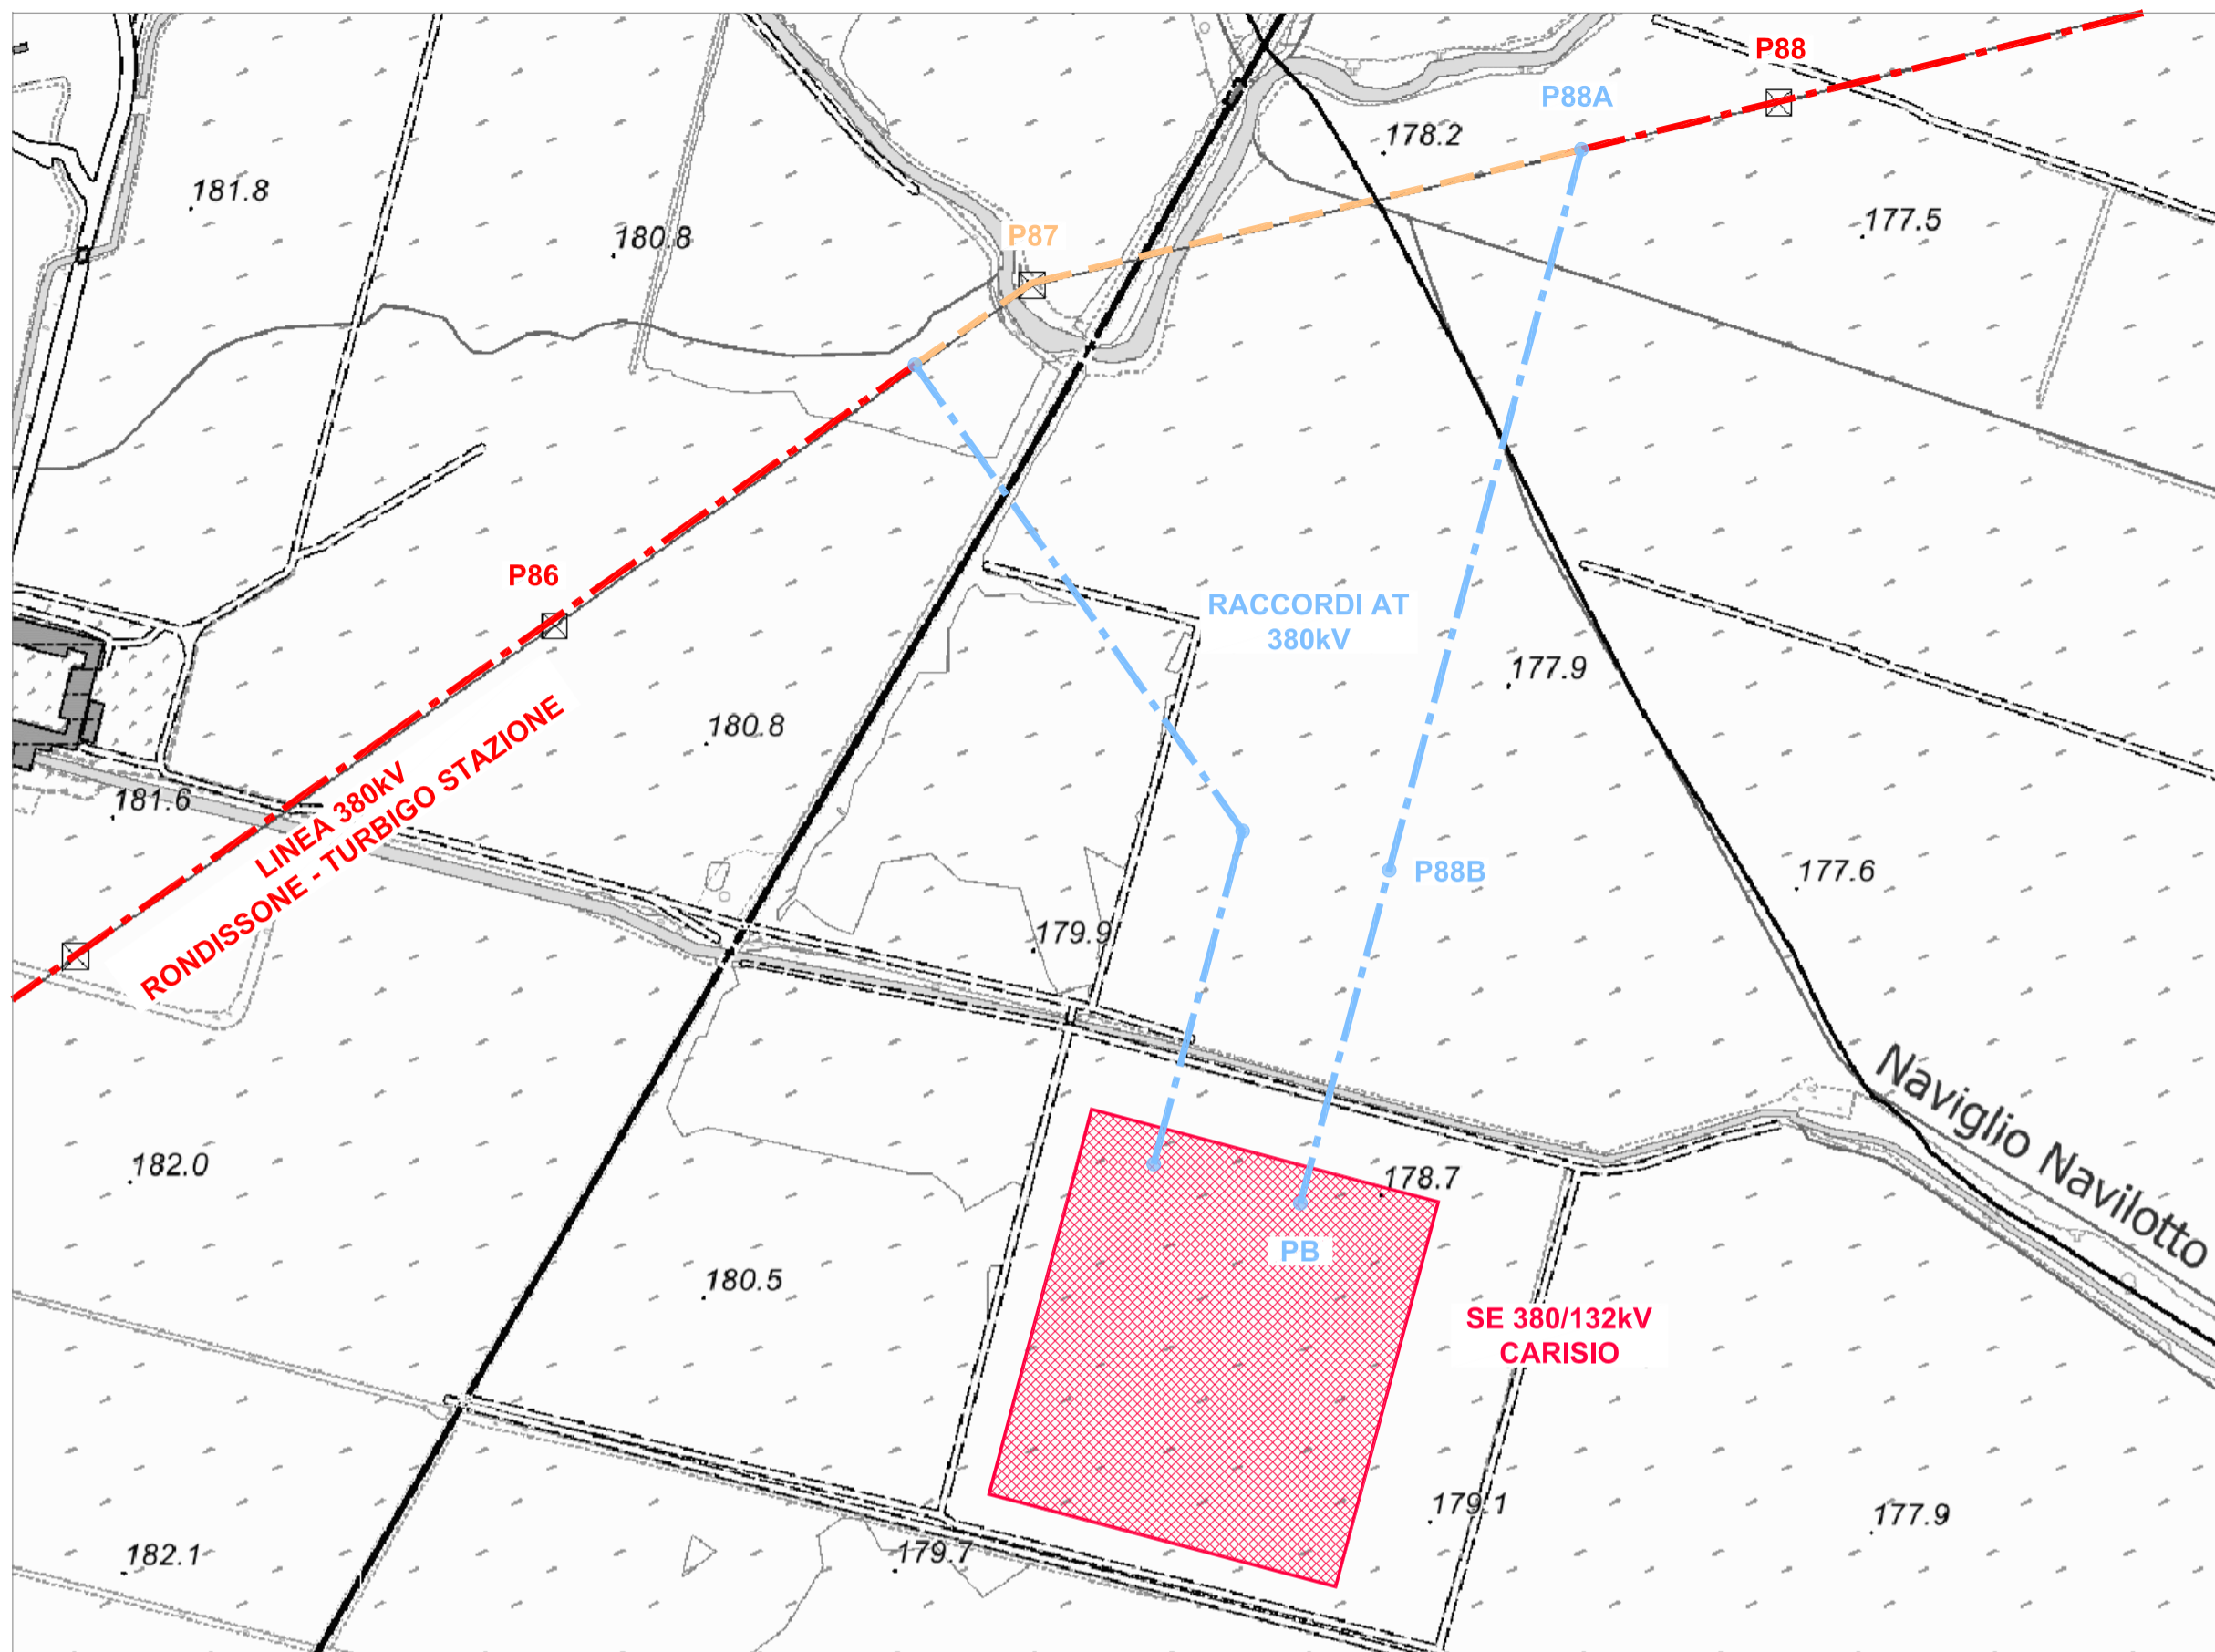 P88
P88A
178.2
181.8
177.5
180.8
P87
P86
RACCORDI AT
380kV
177.9
180.8
181.6
LINEA 380kV
RONDISSONE - TURBIGO STAZIONE
P88B
177.6
179.9
Naviglio Navilotto
182.0
178.7
PB
180.5
SE 380/132kV
CARISIO
179.1
177.9
182.1
179.7